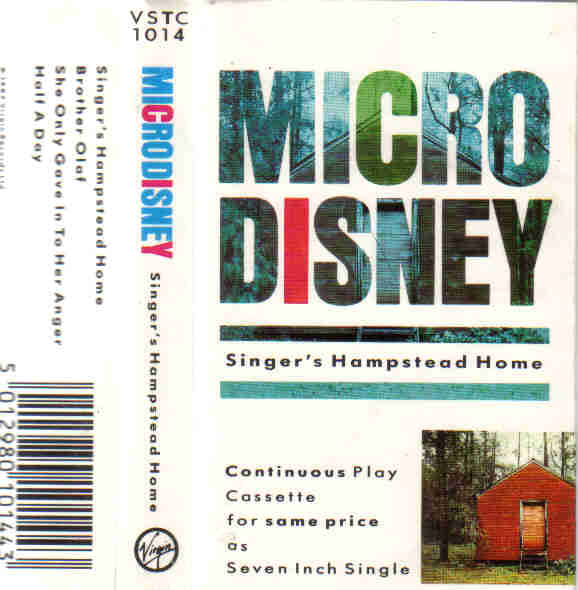 VSTC
1014
Singer's Hampstead Home
Brother Olaf
She Only Gave In To Her Anger
Half A Day
5 012980 101443
MICRODISNEY Singer's Hampstead Home
Virgin
MICRO
DISNEY
Singer's Hampstead Home
Continuous Play
Cassette
for same price
as
Seven Inch Single